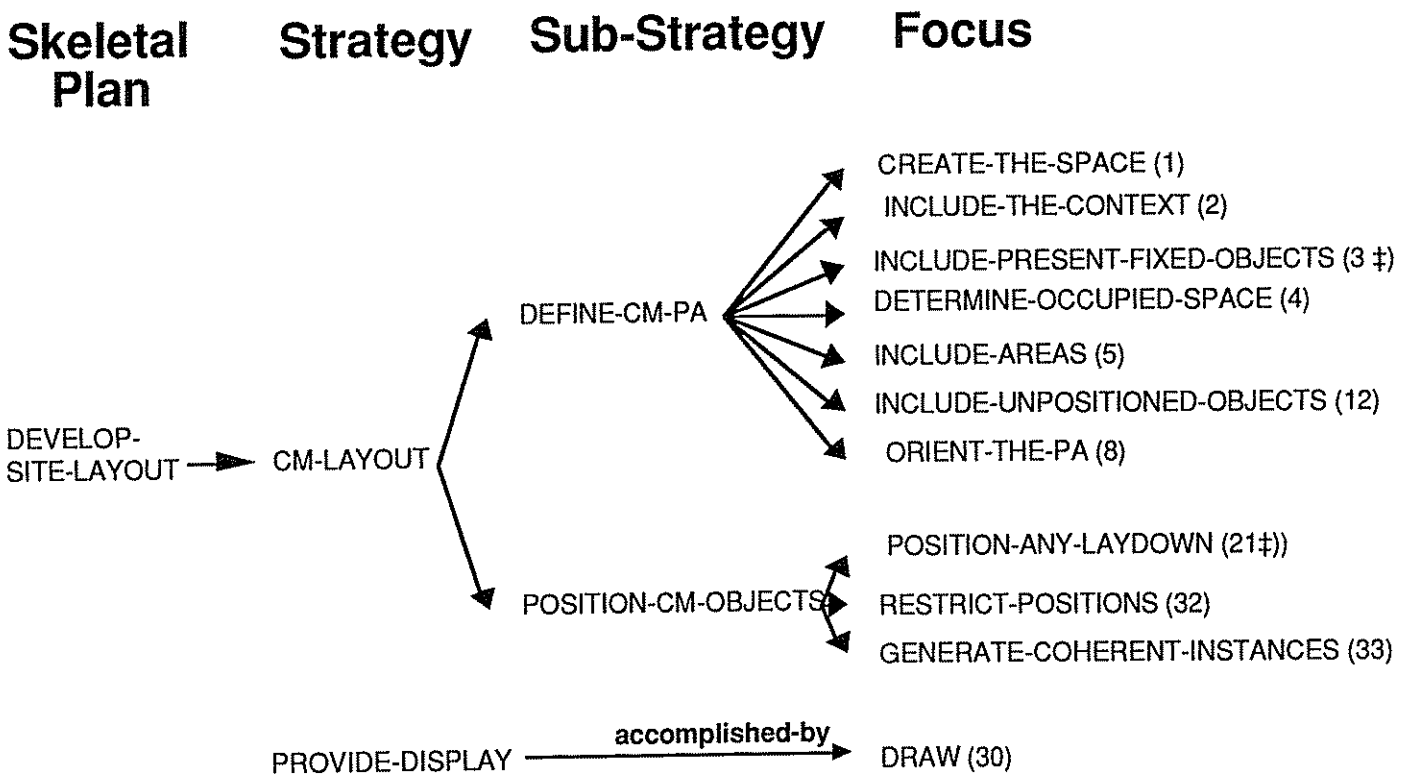 Skeletal
Plan
Strategy
Sub-Strategy
Focus
CREATE-THE-SPACE (1)
INCLUDE-THE-CONTEXT (2)
INCLUDE-PRESENT-FIXED-OBJECTS (3 ‡)
DEFINE-CM-PA
DETERMINE-OCCUPIED-SPACE (4)
INCLUDE-AREAS (5)
INCLUDE-UNPOSITIONED-OBJECTS (12)
ORIENT-THE-PA (8)
DEVELOP-
SITE-LAYOUT
CM-LAYOUT
POSITION-ANY-LAYDOWN (21‡))
POSITION-CM-OBJECTS
RESTRICT-POSITIONS (32)
GENERATE-COHERENT-INSTANCES (33)
PROVIDE-DISPLAY
accomplished-by
DRAW (30)